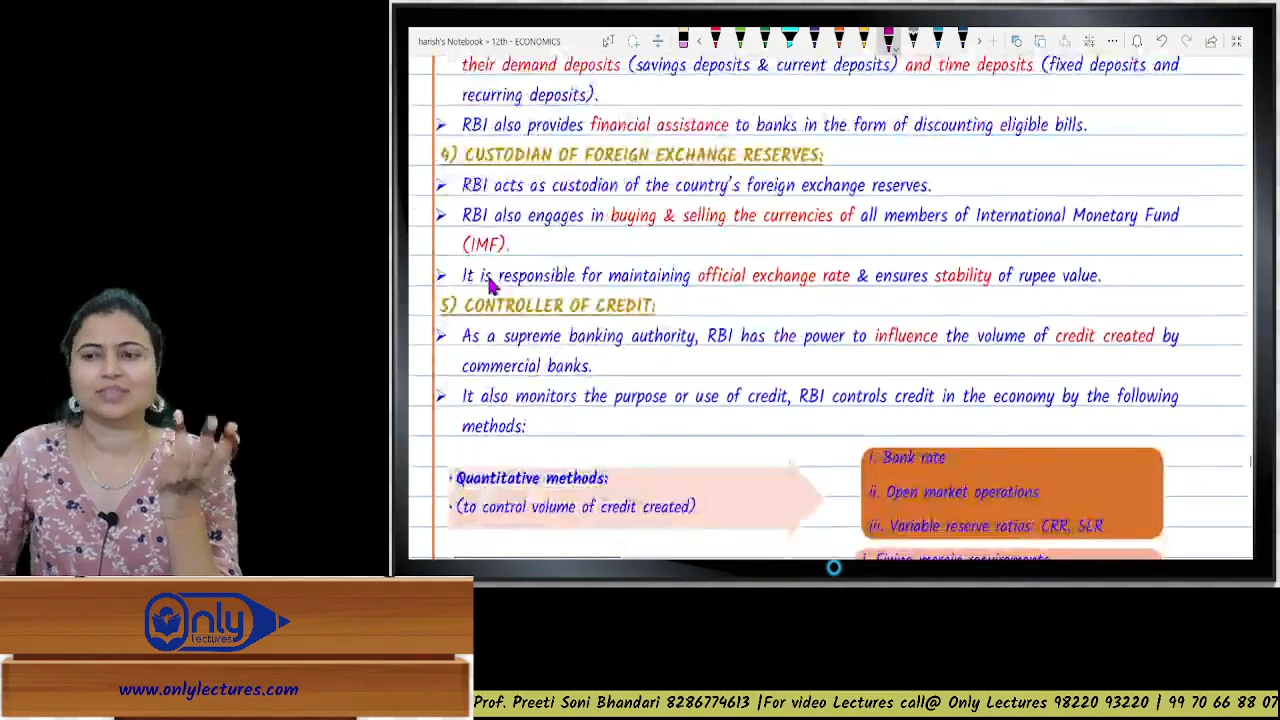 harish's Notebook » 12th - ECONOMICS
their demand deposits (savings deposits & current deposits) and time deposits (fixed deposits and
recurring deposits).
RBI also provides financial assistance to banks in the form of discounting eligible bills.
4) CUSTODIAN OF FOREIGN EXCHANGE RESERVES:
RBI acts as custodian of the country's foreign exchange reserves.
RBI also engages in buying & selling the currencies of all members of International Monetary Fund
(IMF).
It is responsible for maintaining official exchange rate & ensures stability of rupee value.
5) CONTROLLER OF CREDIT:
As a supreme banking authority, RBI has the power to influence the volume of credit created by
commercial banks.
It also monitors the purpose or use of credit, RBI controls credit in the economy by the following
methods:
Quantitative methods:
(to control volume of credit created)
i. Bank rate
ii. Open market operations
iii. Variable reserve ratios: CRR, SLR
i. Fixing margin requirements
Only
lectures
www.onlylectures.com
Prof. Preeti Soni Bhandari 8286774613 |For video Lectures call@ Only Lectures 98220 93220 | 99 70 66 88 07